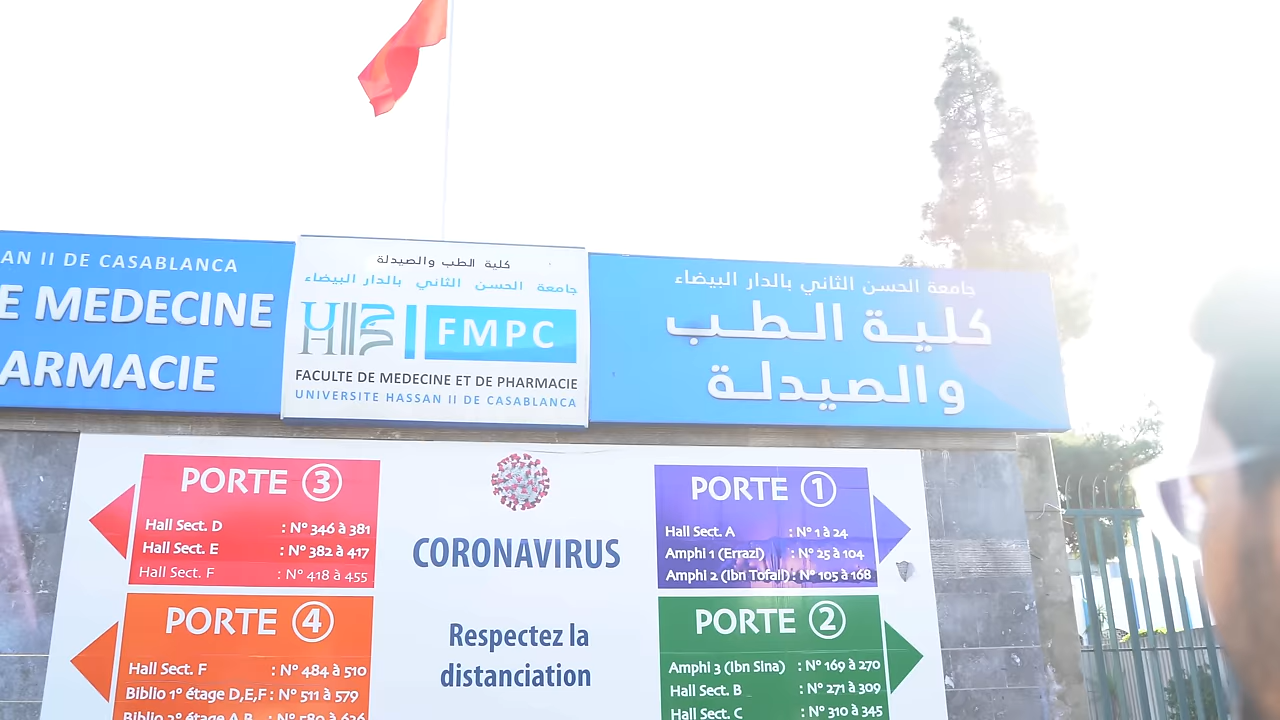 AN II DE CASABLANCA
E MEDECINE
ARMACIE
كلية الطب والصيدلة
جامعة الحسن الثاني بالدار البيضاء
UH2C
FMPC
FACULTE DE MEDECINE ET DE PHARMACIE
UNIVERSITE HASSAN II DE CASABLANCA
جامعة الحسن الثاني بالدار البيضاء
كلية الطب
والصيدلة
PORTE 3
Hall Sect. D : N° 346 à 381
Hall Sect. E : N° 382 à 417
Hall Sect. F : N° 418 à 455
PORTE 4
Hall Sect. F : N° 484 à 510
Biblio 1° étage D,E,F : N° 511 à 579
Biblio 2° étage A,B : N° 580 à 636
CORONAVIRUS
Respectez la
distanciation
PORTE 1
Hall Sect. A : N° 1 à 24
Amphi 1 (Errazi) : N° 25 à 104
Amphi 2 (Ibn Tofail) : N° 105 à 168
PORTE 2
Amphi 3 (Ibn Sina) : N° 169 à 270
Hall Sect. B : N° 271 à 309
Hall Sect. C : N° 310 à 345